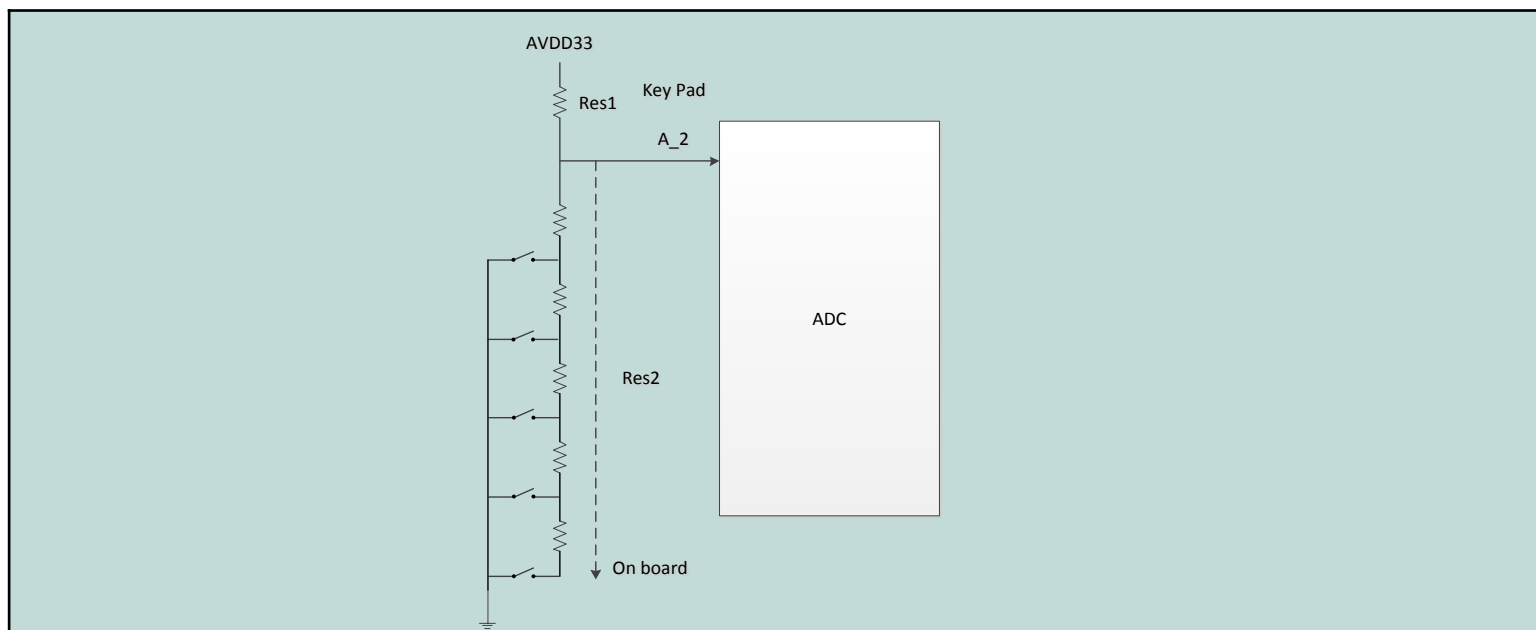 AVDD33
Key Pad
Res1
A_2
ADC
Res2
On board